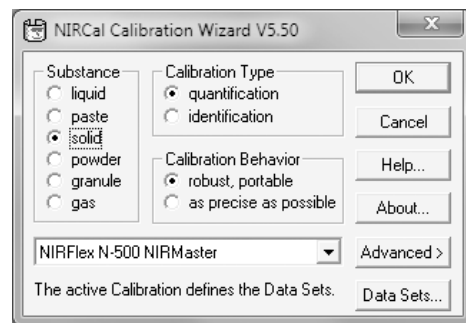 NIRCal Calibration Wizard V5.50
Substance
liquid
paste
solid
powder
granule
gas
Calibration Type
quantification
identification
Calibration Behavior
robust, portable
as precise as possible
OK
Cancel
Help...
About...
NIRFlex N-500 NIRMaster
Advanced >
The active Calibration defines the Data Sets.
Data Sets...